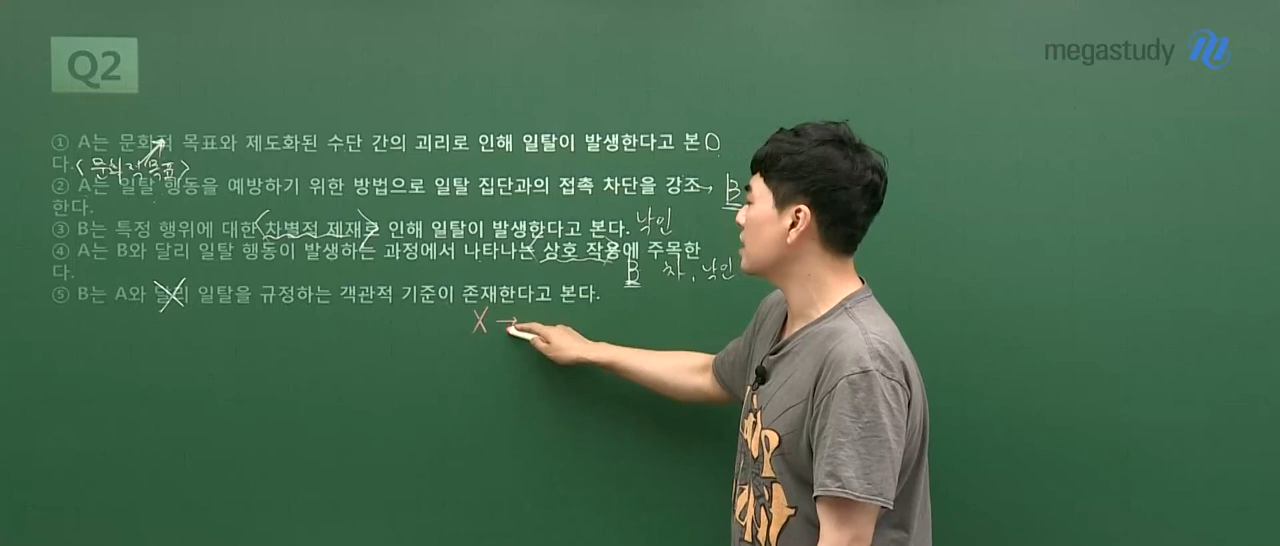 megastudy
Q2
① A는 문화적 목표와 제도화된 수단 간의 괴리로 인해 일탈이 발생한다고 본 O
다. <문화적 목표>
② A는 일탈 행동을 예방하기 위한 방법으로 일탈 집단과의 접촉 차단을 강조 → B
한다.
③ B는 특정 행위에 대한 차별적 제재로 인해 일탈이 발생한다고 본다. 낙인
④ A는 B와 달리 일탈 행동이 발생하는 과정에서 나타나는 상호 작용에 주목한
다. B 차, 낙인
⑤ B는 A와 달리 일탈을 규정하는 객관적 기준이 존재한다고 본다.
X →